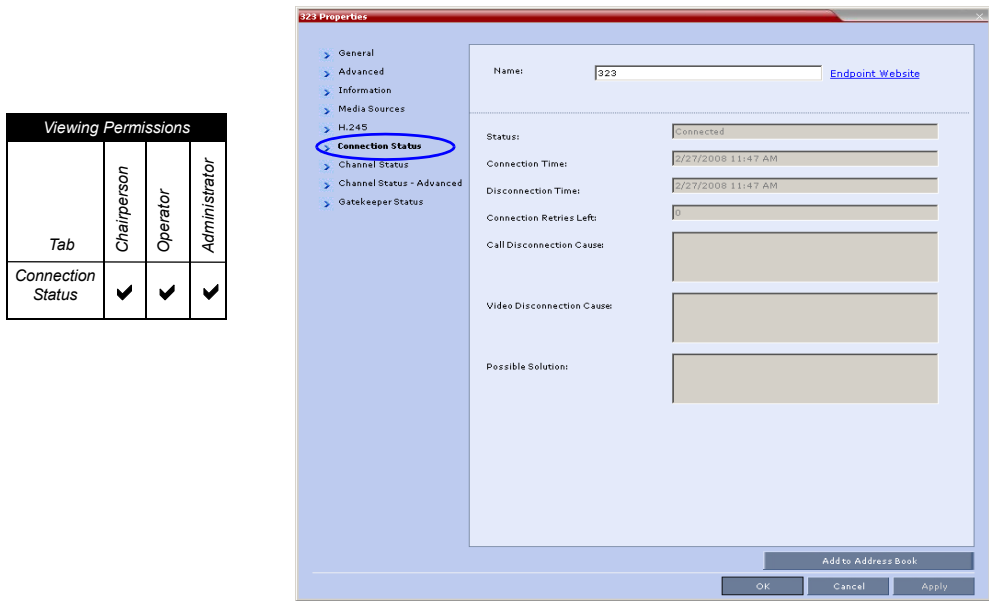 Viewing Permissions
Tab
Chairperson
Operator
Administrator
Connection
Status
323 Properties
General
Advanced
Information
Media Sources
H.245
Connection Status
Channel Status
Channel Status - Advanced
Gatekeeper Status
Name:
323
Endpoint Website
Status:
Connected
Connection Time:
2/27/2008 11:47 AM
Disconnection Time:
2/27/2008 11:47 AM
Connection Retries Left:
0
Call Disconnection Cause:
Video Disconnection Cause:
Possible Solution:
Add to Address Book
OK
Cancel
Apply